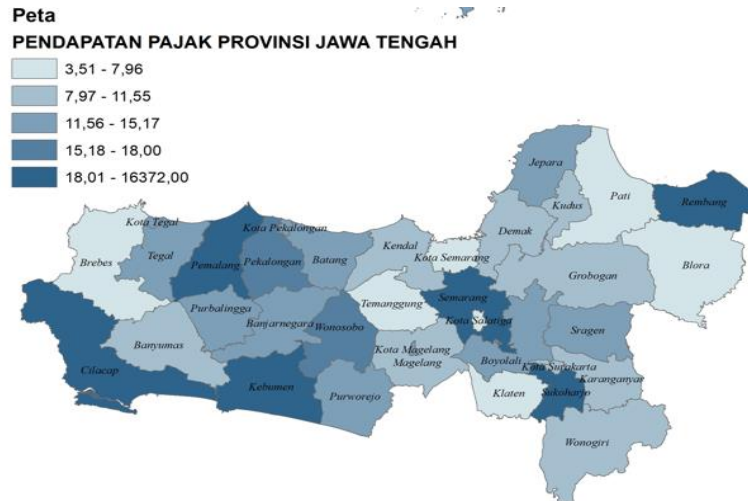 Peta
PENDAPATAN PAJAK PROVINSI JAWA TENGAH
3,51 - 7,96
7,97 - 11,55
11,56 - 15,17
15,18 - 18,00
18,01 - 16372,00
Jepara
Kudus
Pati
Rembang
Demak
Kota Tegal
Kota Pekalongan
Brebes
Tegal
Pemalang
Pekalongan
Batang
Kendal
Kota Semarang
Grobogan
Blora
Purbalingga
Banjarnegara
Wonosobo
Temanggung
Semarang
Kota Salatiga
Sragen
Banyumas
Cilacap
Kebumen
Purworejo
Kota Magelang
Magelang
Boyolali
Kota Surakarta
Karanganyar
Klaten
Sukoharjo
Wonogiri